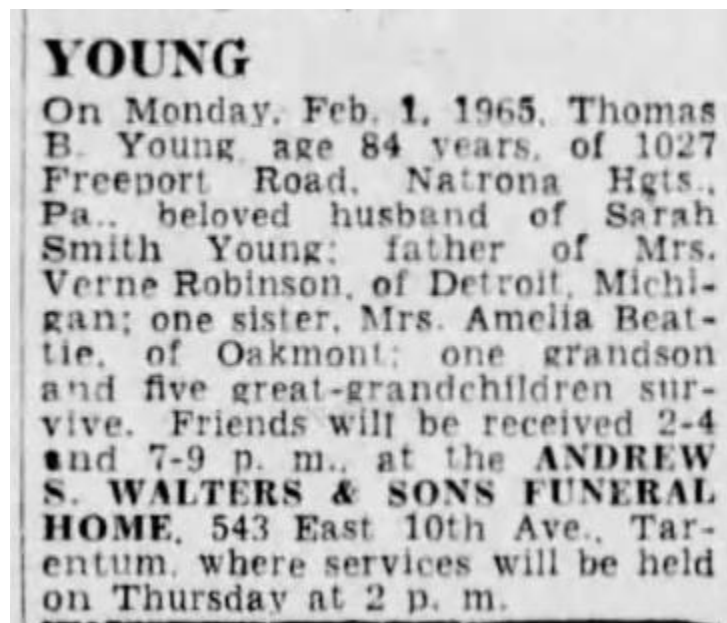 YOUNG
On Monday, Feb. 1, 1965, Thomas
B. Young, age 84 years, of 1027
Freeport Road, Natrona Hgts.,
Pa., beloved husband of Sarah
Smith Young; father of Mrs.
Verne Robinson, of Detroit, Michi-
gan; one sister, Mrs. Amelia Beat-
tie, of Oakmont; one grandson
and five great-grandchildren sur-
vive. Friends will be received 2-4
and 7-9 p. m., at the ANDREW
S. WALTERS & SONS FUNERAL
HOME, 543 East 10th Ave., Tar-
entum, where services will be held
on Thursday at 2 p. m.